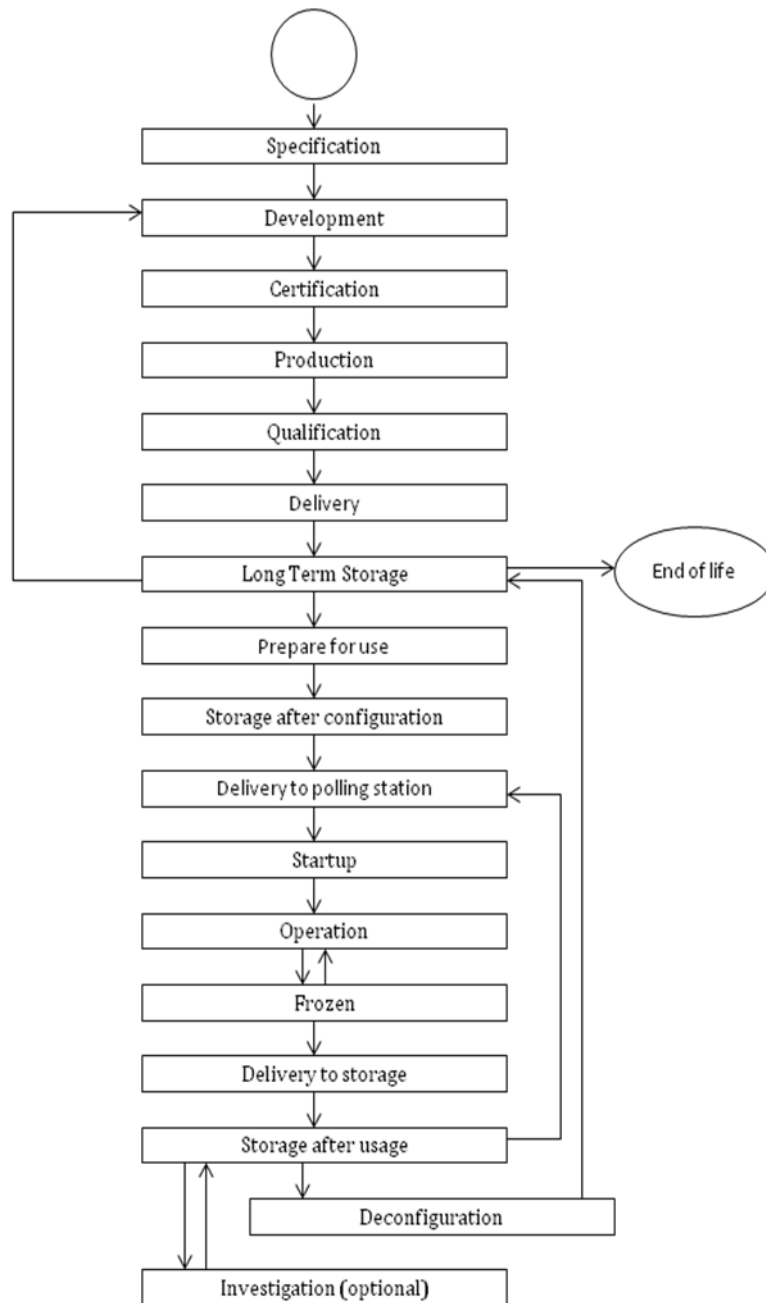 Specification
Development
Certification
Production
Qualification
Delivery
Long Term Storage
End of life
Prepare for use
Storage after configuration
Delivery to polling station
Startup
Operation
Frozen
Delivery to storage
Storage after usage
Deconfiguration
Investigation (optional)